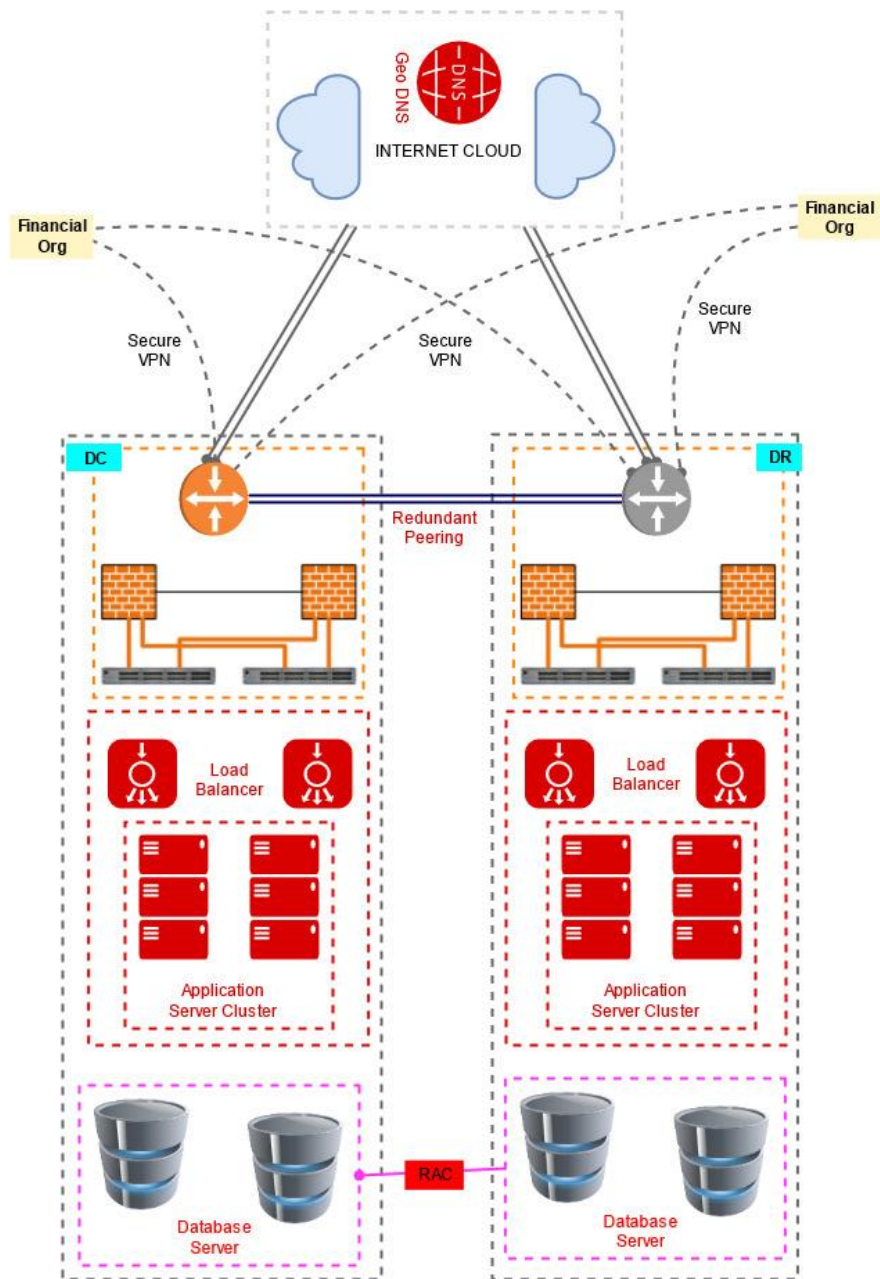 Geo DNS
DNS
INTERNET CLOUD
Financial
Org
Financial
Org
Secure
VPN
Secure
VPN
Secure
VPN
DC
DR
Redundant
Peering
Load
Balancer
Load
Balancer
Application
Server Cluster
Application
Server Cluster
RAC
Database
Server
Database
Server